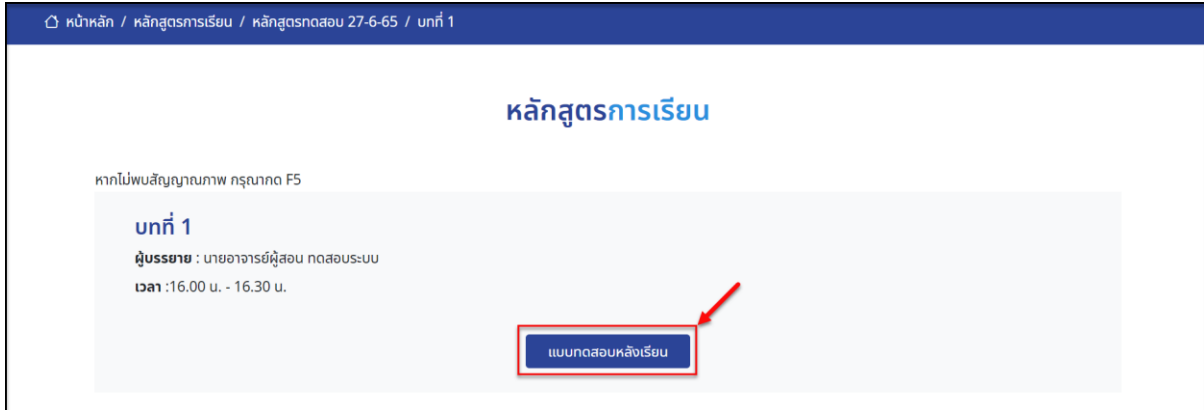 หน้าหลัก / หลักสูตรการเรียน / หลักสูตรทดสอบ 27-6-65 / บทที่ 1
หลักสูตรการเรียน
หากไม่พบสัญญาณภาพ กรุณากด F5
บทที่ 1
ผู้บรรยาย : นายอาจารย์ผู้สอน ทดสอบระบบ
เวลา :16.00 น. - 16.30 น.
แบบทดสอบหลังเรียน